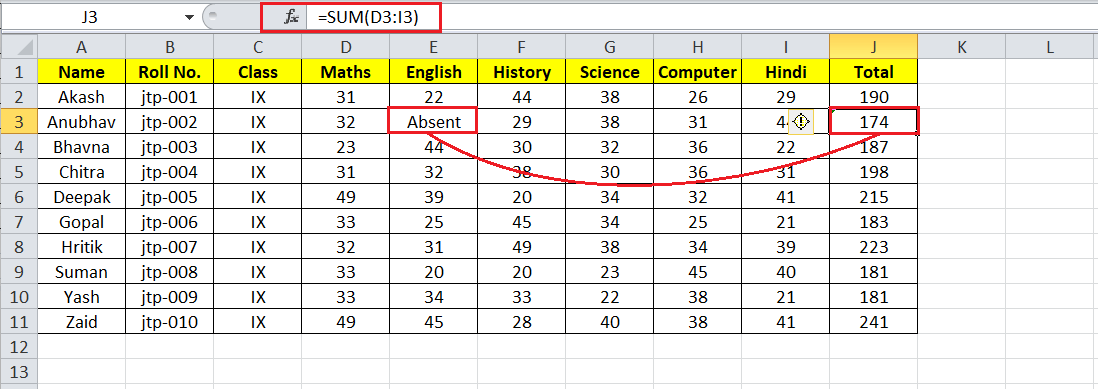 J3 fx =SUM(D3:I3)
A B C D E F G H I J K L
1 Name Roll No. Class Maths English History Science Computer Hindi Total
2 Akash jtp-001 IX 31 22 44 38 26 29 190
3 Anubhav jtp-002 IX 32 Absent 29 38 31 174
4 Bhavna jtp-003 IX 23 44 30 32 36 22 187
5 Chitra jtp-004 IX 31 32 38 30 36 31 198
6 Deepak jtp-005 IX 49 39 20 34 32 41 215
7 Gopal jtp-006 IX 33 25 45 34 25 21 183
8 Hritik jtp-007 IX 32 31 49 38 34 39 223
9 Suman jtp-008 IX 33 20 20 23 45 40 181
10 Yash jtp-009 IX 33 34 33 22 38 21 181
11 Zaid jtp-010 IX 49 45 28 40 38 41 241
12
13